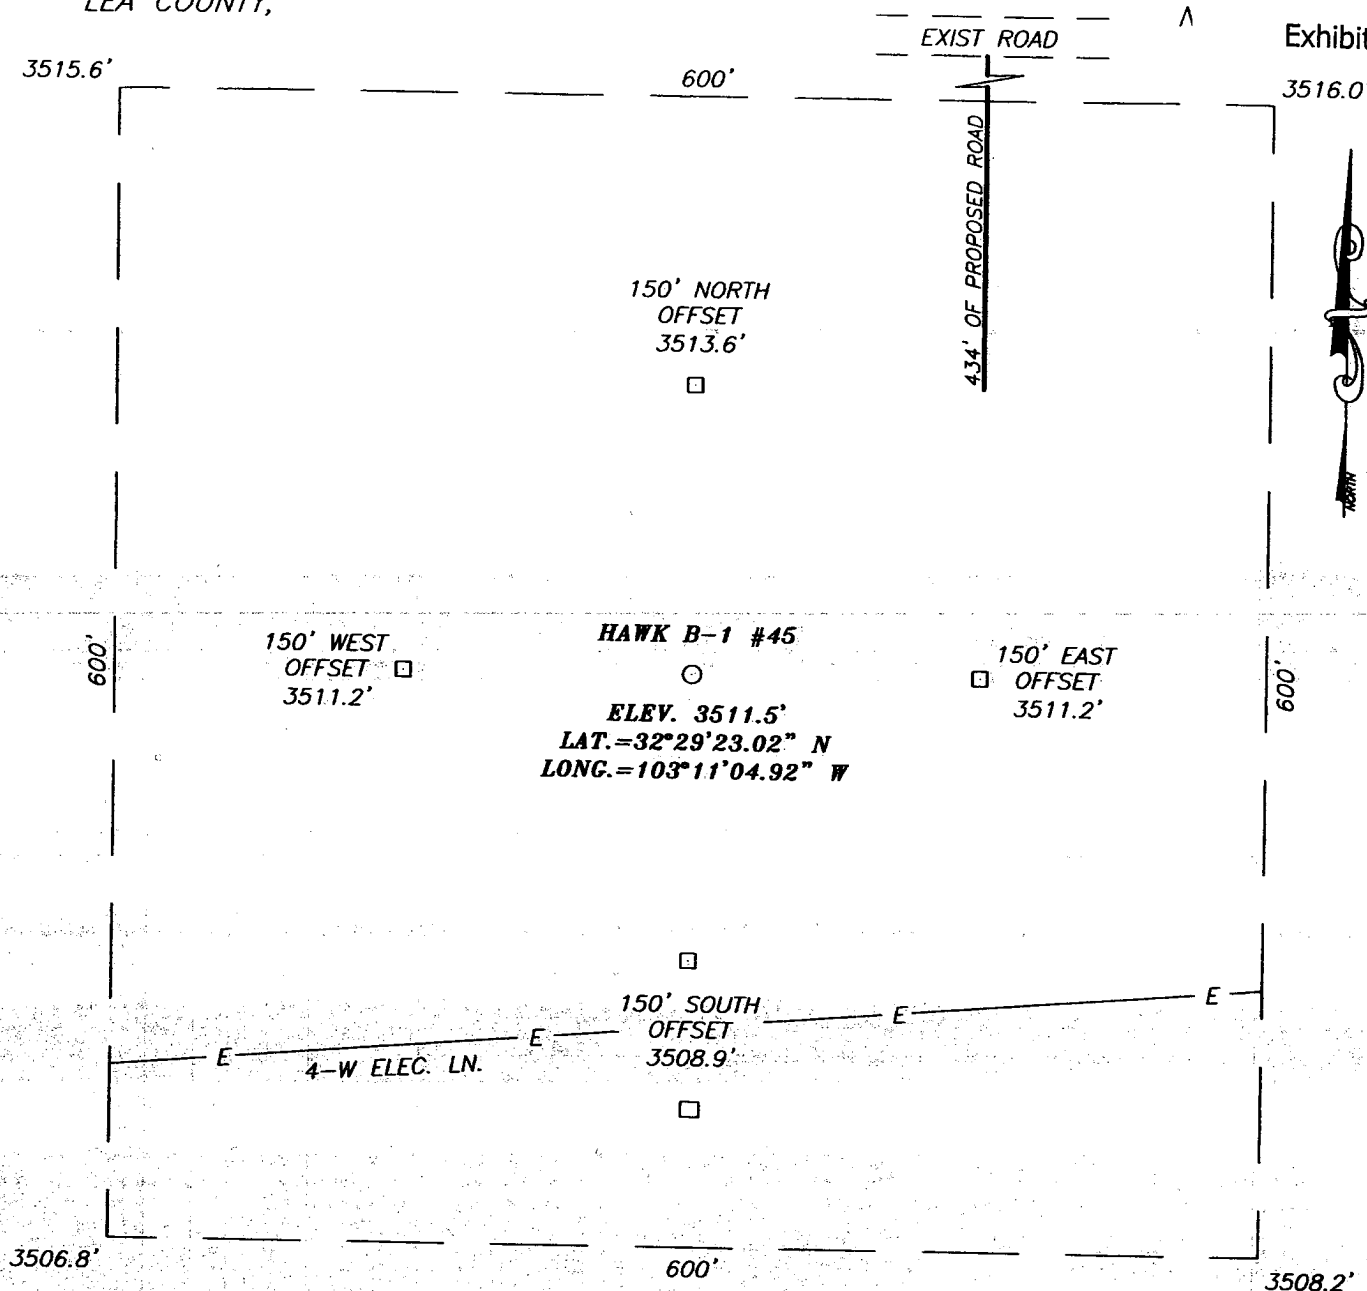 LEA COUNTY,
EXIST ROAD
Exhibit
3515.6'
600'
3516.0
434' OF PROPOSED ROAD
150' NORTH
OFFSET
3513.6'
NORTH
600'
150' WEST
OFFSET
3511.2'
HAWK B-1 #45
ELEV. 3511.5'
LAT.=32°29'23.02" N
LONG.=103°11'04.92" W
150' EAST
OFFSET
3511.2'
600'
150' SOUTH
OFFSET
3508.9'
E
E
E
E
4-W ELEC. LN.
3506.8'
600'
3508.2'